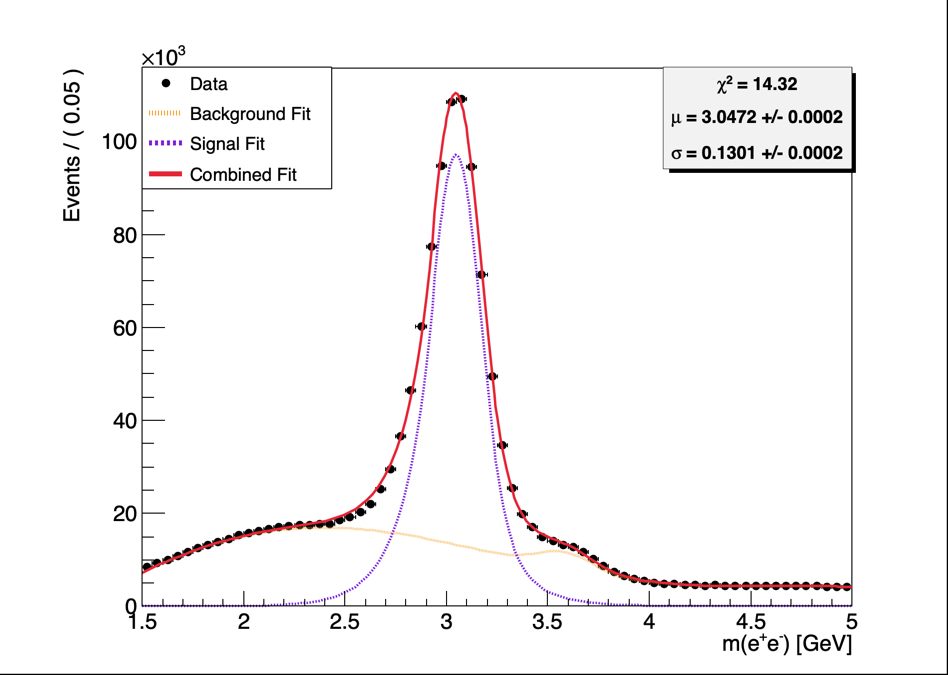 ×10³
Events / ( 0.05 )
Data
Background Fit
Signal Fit
Combined Fit
χ² = 14.32
μ = 3.0472 +/- 0.0002
σ = 0.1301 +/- 0.0002
100
80
60
40
20
0
1.5 2 2.5 3 3.5 4 4.5 5
m(e⁺e⁻) [GeV]